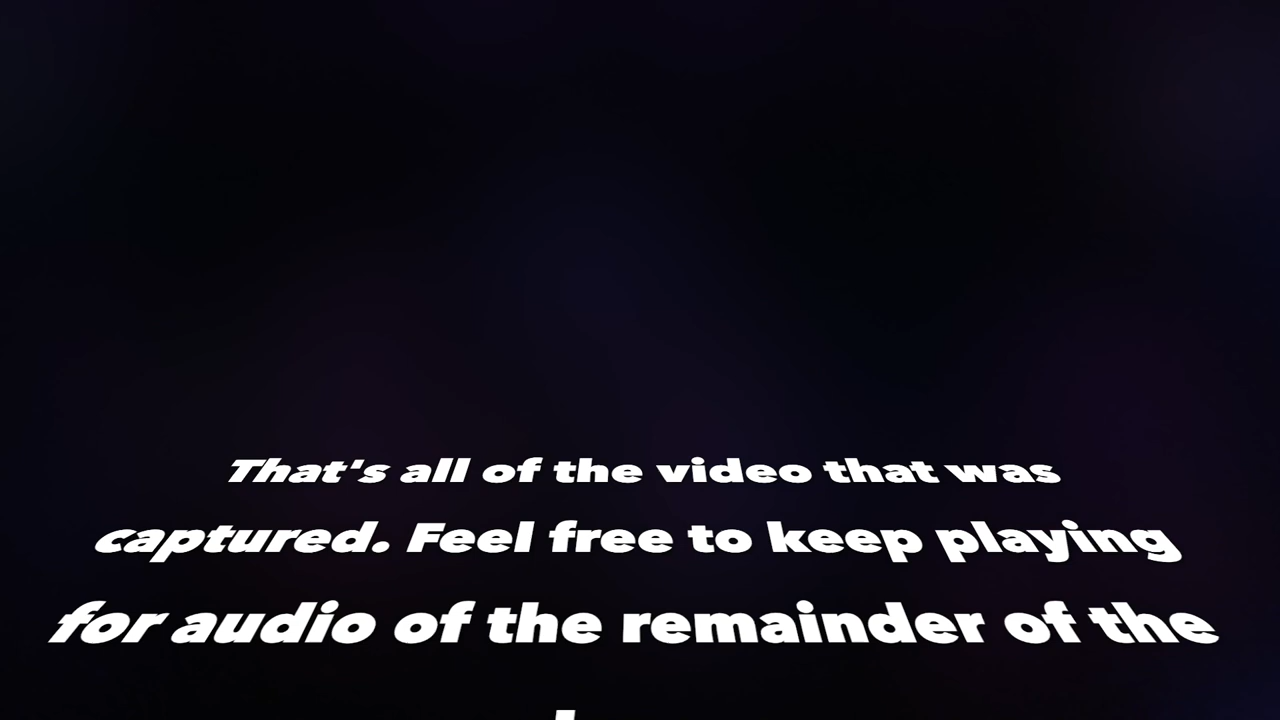 That's all of the video that was
captured. Feel free to keep playing
for audio of the remainder of the